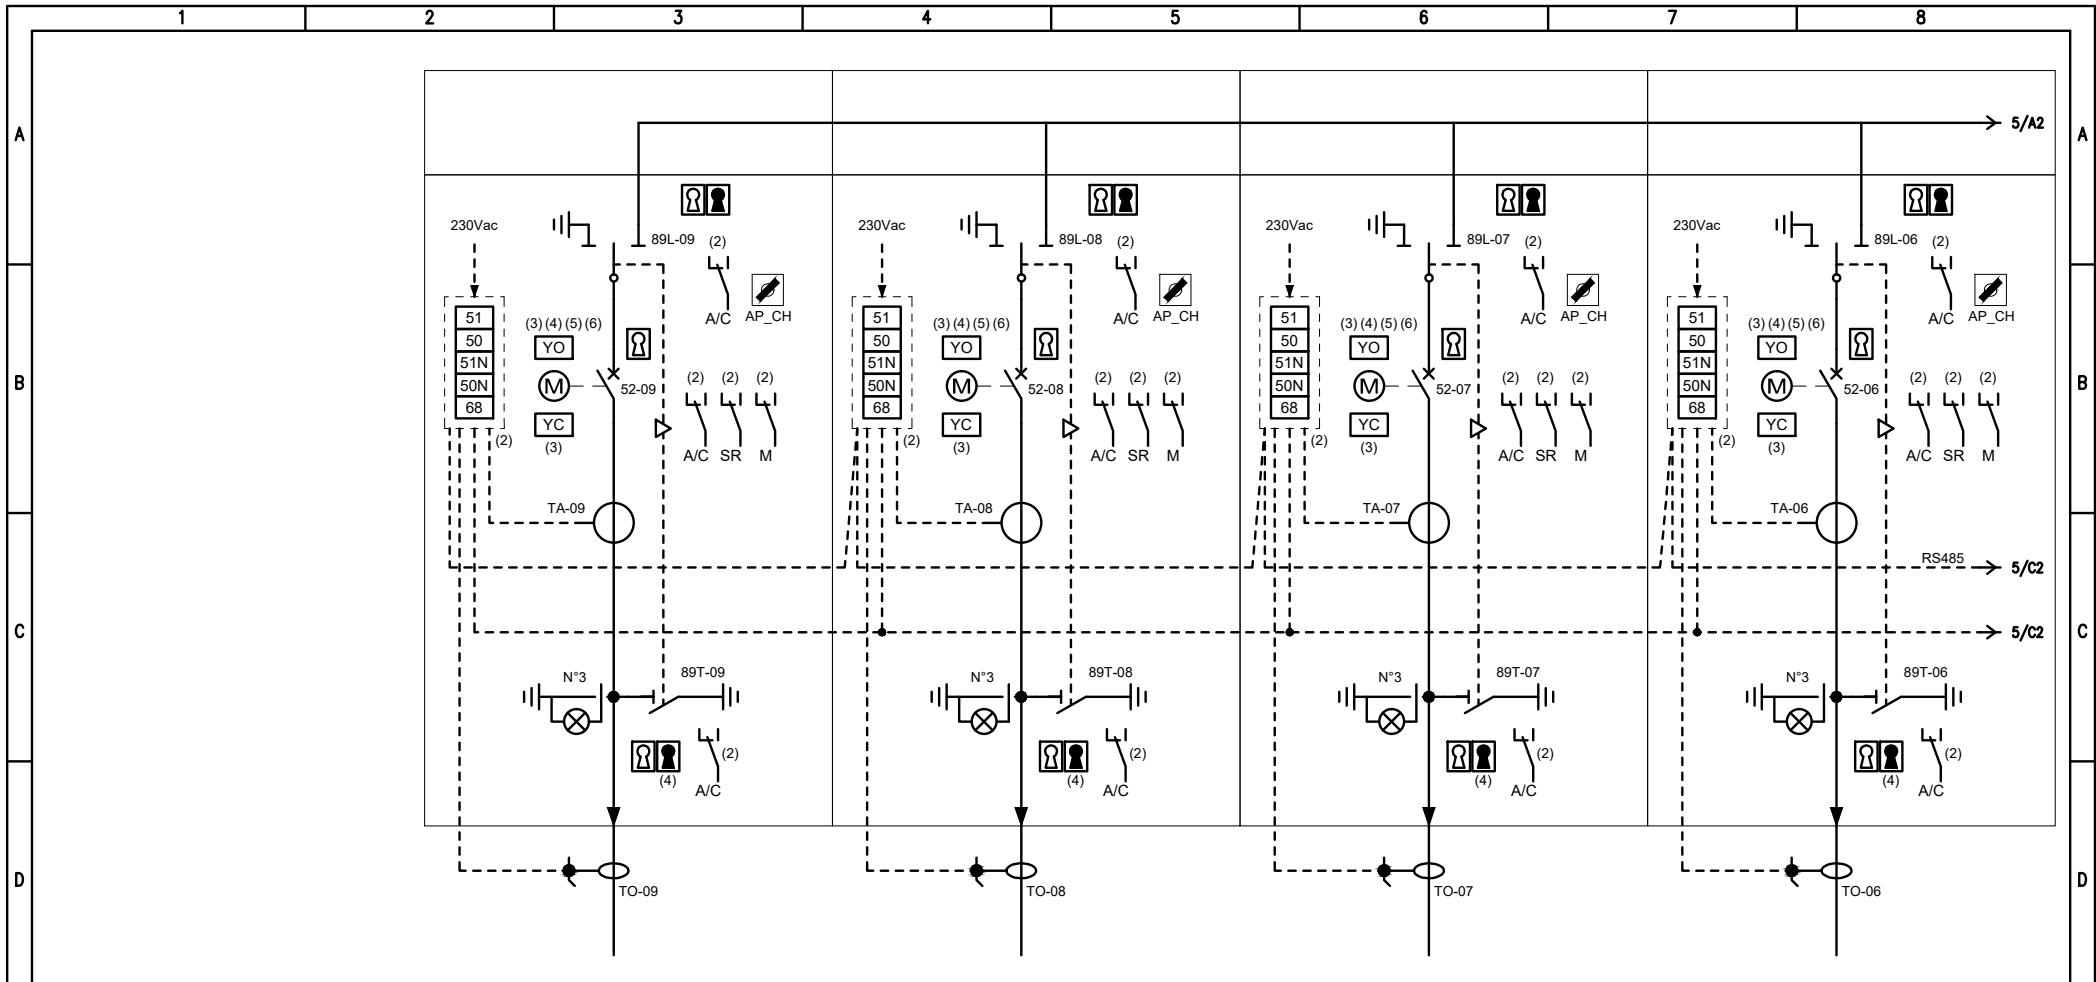 1 2 3 4 5 6 7 8
A A
5/A2
230Vac 89L-09 (2) 230Vac 89L-08 (2) 230Vac 89L-07 (2) 230Vac 89L-06 (2)
51 (3) (4) (5) (6) A/C AP_CH 51 (3) (4) (5) (6) A/C AP_CH 51 (3) (4) (5) (6) A/C AP_CH 51 (3) (4) (5) (6) A/C AP_CH
50 YO 50 YO 50 YO 50 YO
51N 51N 51N 51N
B 50N M 52-09 (2) (2) (2) 50N M 52-08 (2) (2) (2) 50N M 52-07 (2) (2) (2) 50N M 52-06 (2) (2) (2) B
68 68 68 68
YC YC YC YC
(2) (3) (2) (3) (2) (3) (2) (3)
A/C SR M A/C SR M A/C SR M A/C SR M
TA-09 TA-08 TA-07 TA-06
RS485 5/C2
C 5/C2 C
N°3 89T-09 N°3 89T-08 N°3 89T-07 N°3 89T-06
(2) (2) (2) (2)
(4) A/C (4) A/C (4) A/C (4) A/C
D D
TO-09 TO-08 TO-07 TO-06